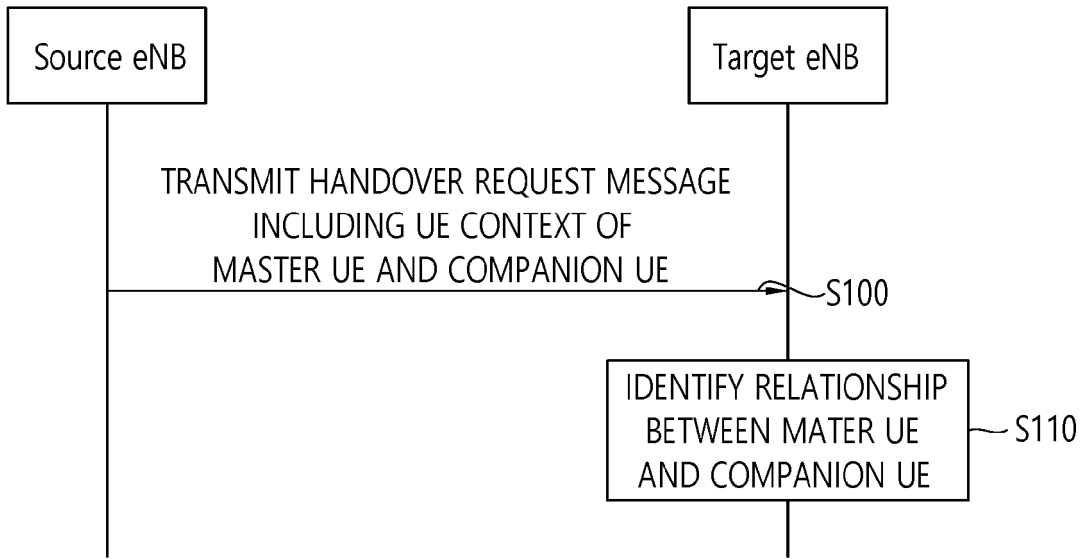 Source eNB
Target eNB
TRANSMIT HANDOVER REQUEST MESSAGE
INCLUDING UE CONTEXT OF
MASTER UE AND COMPANION UE
S100
IDENTIFY RELATIONSHIP
BETWEEN MATER UE
AND COMPANION UE
S110